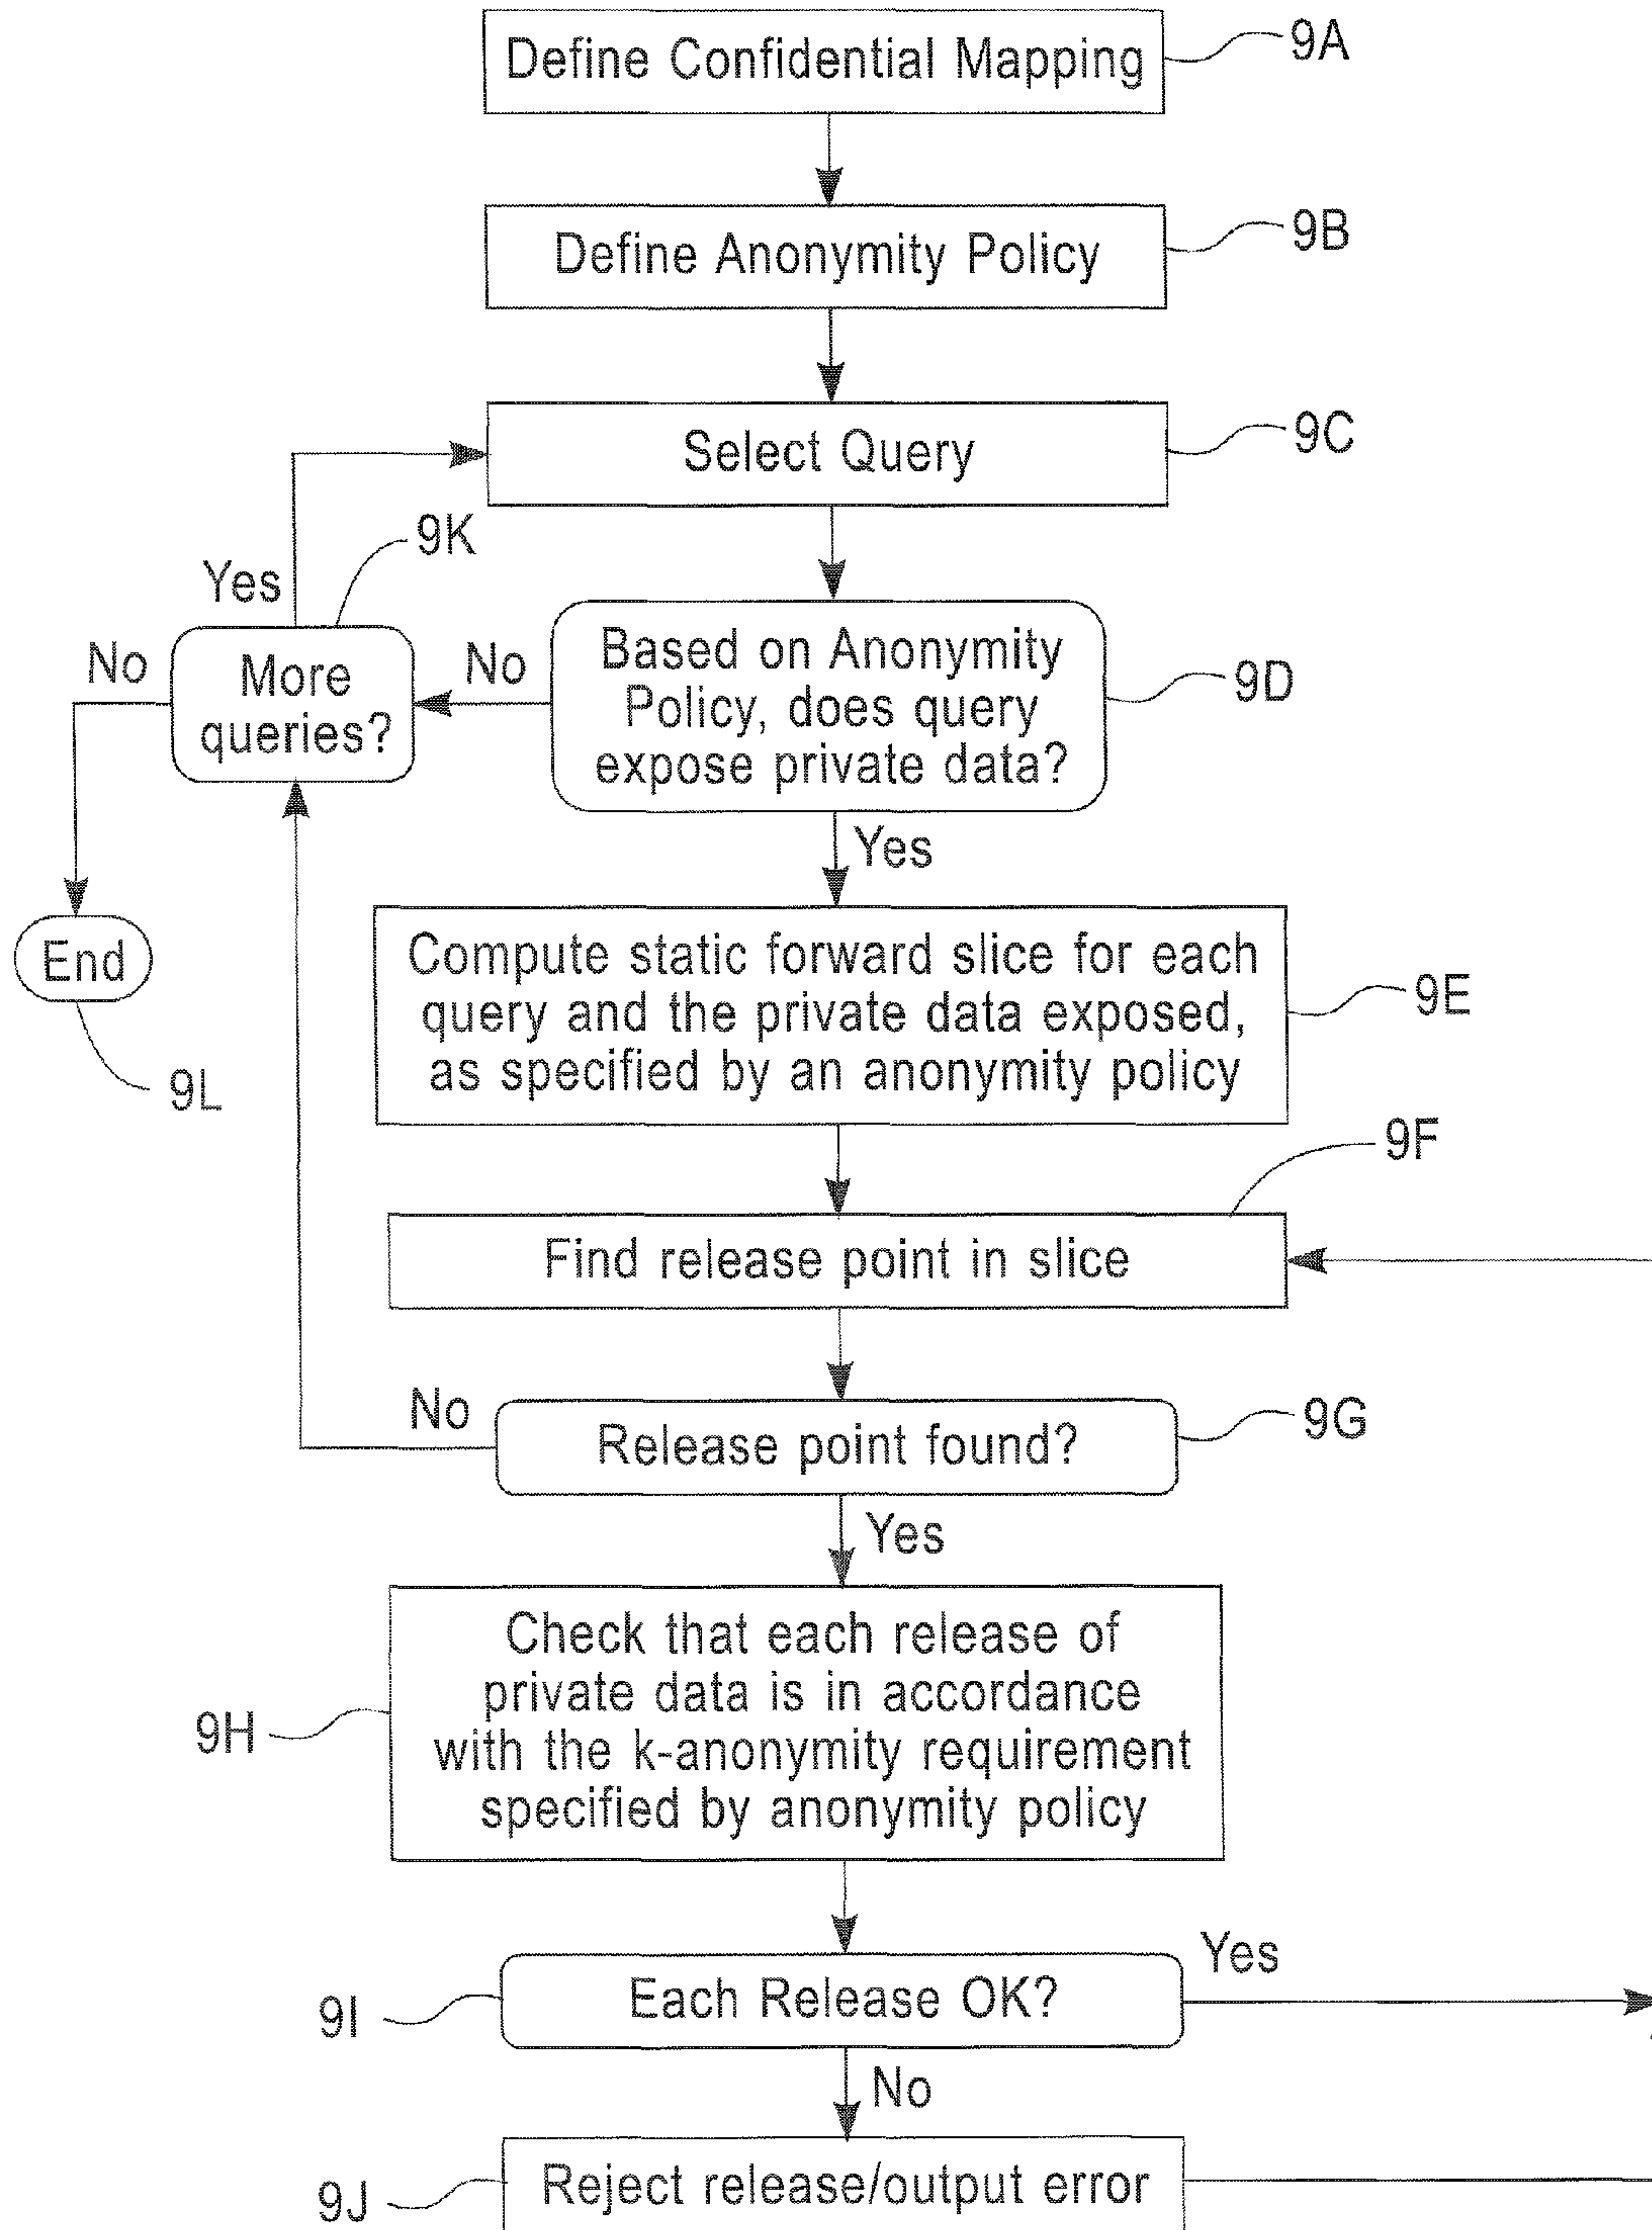 Define Confidential Mapping
9A
Define Anonymity Policy
9B
Select Query
9C
9K
Yes
No
More
queries?
No
Based on Anonymity
Policy, does query
expose private data?
9D
Yes
End
9L
Compute static forward slice for each
query and the private data exposed,
as specified by an anonymity policy
9E
9F
Find release point in slice
No
Release point found?
9G
Yes
Check that each release of
private data is in accordance
with the k-anonymity requirement
specified by anonymity policy
9H
Each Release OK?
Yes
9I
No
Reject release/output error
9J